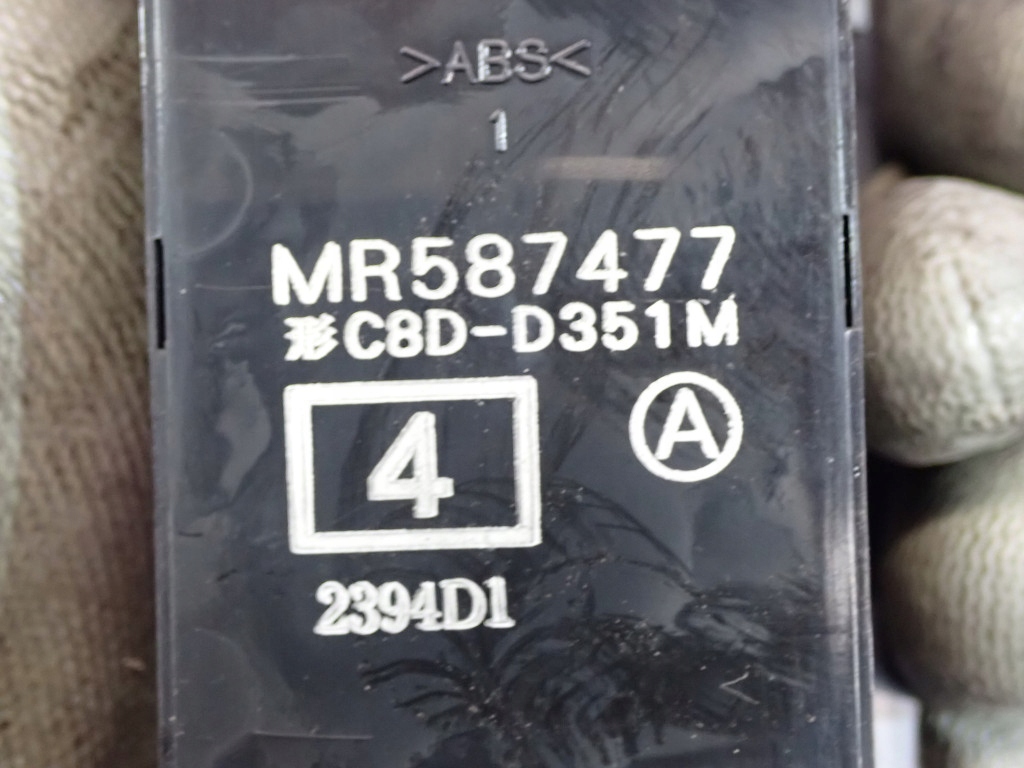 >ABS<
1
MR587477
形C8D-D351M
4
A
2394D1